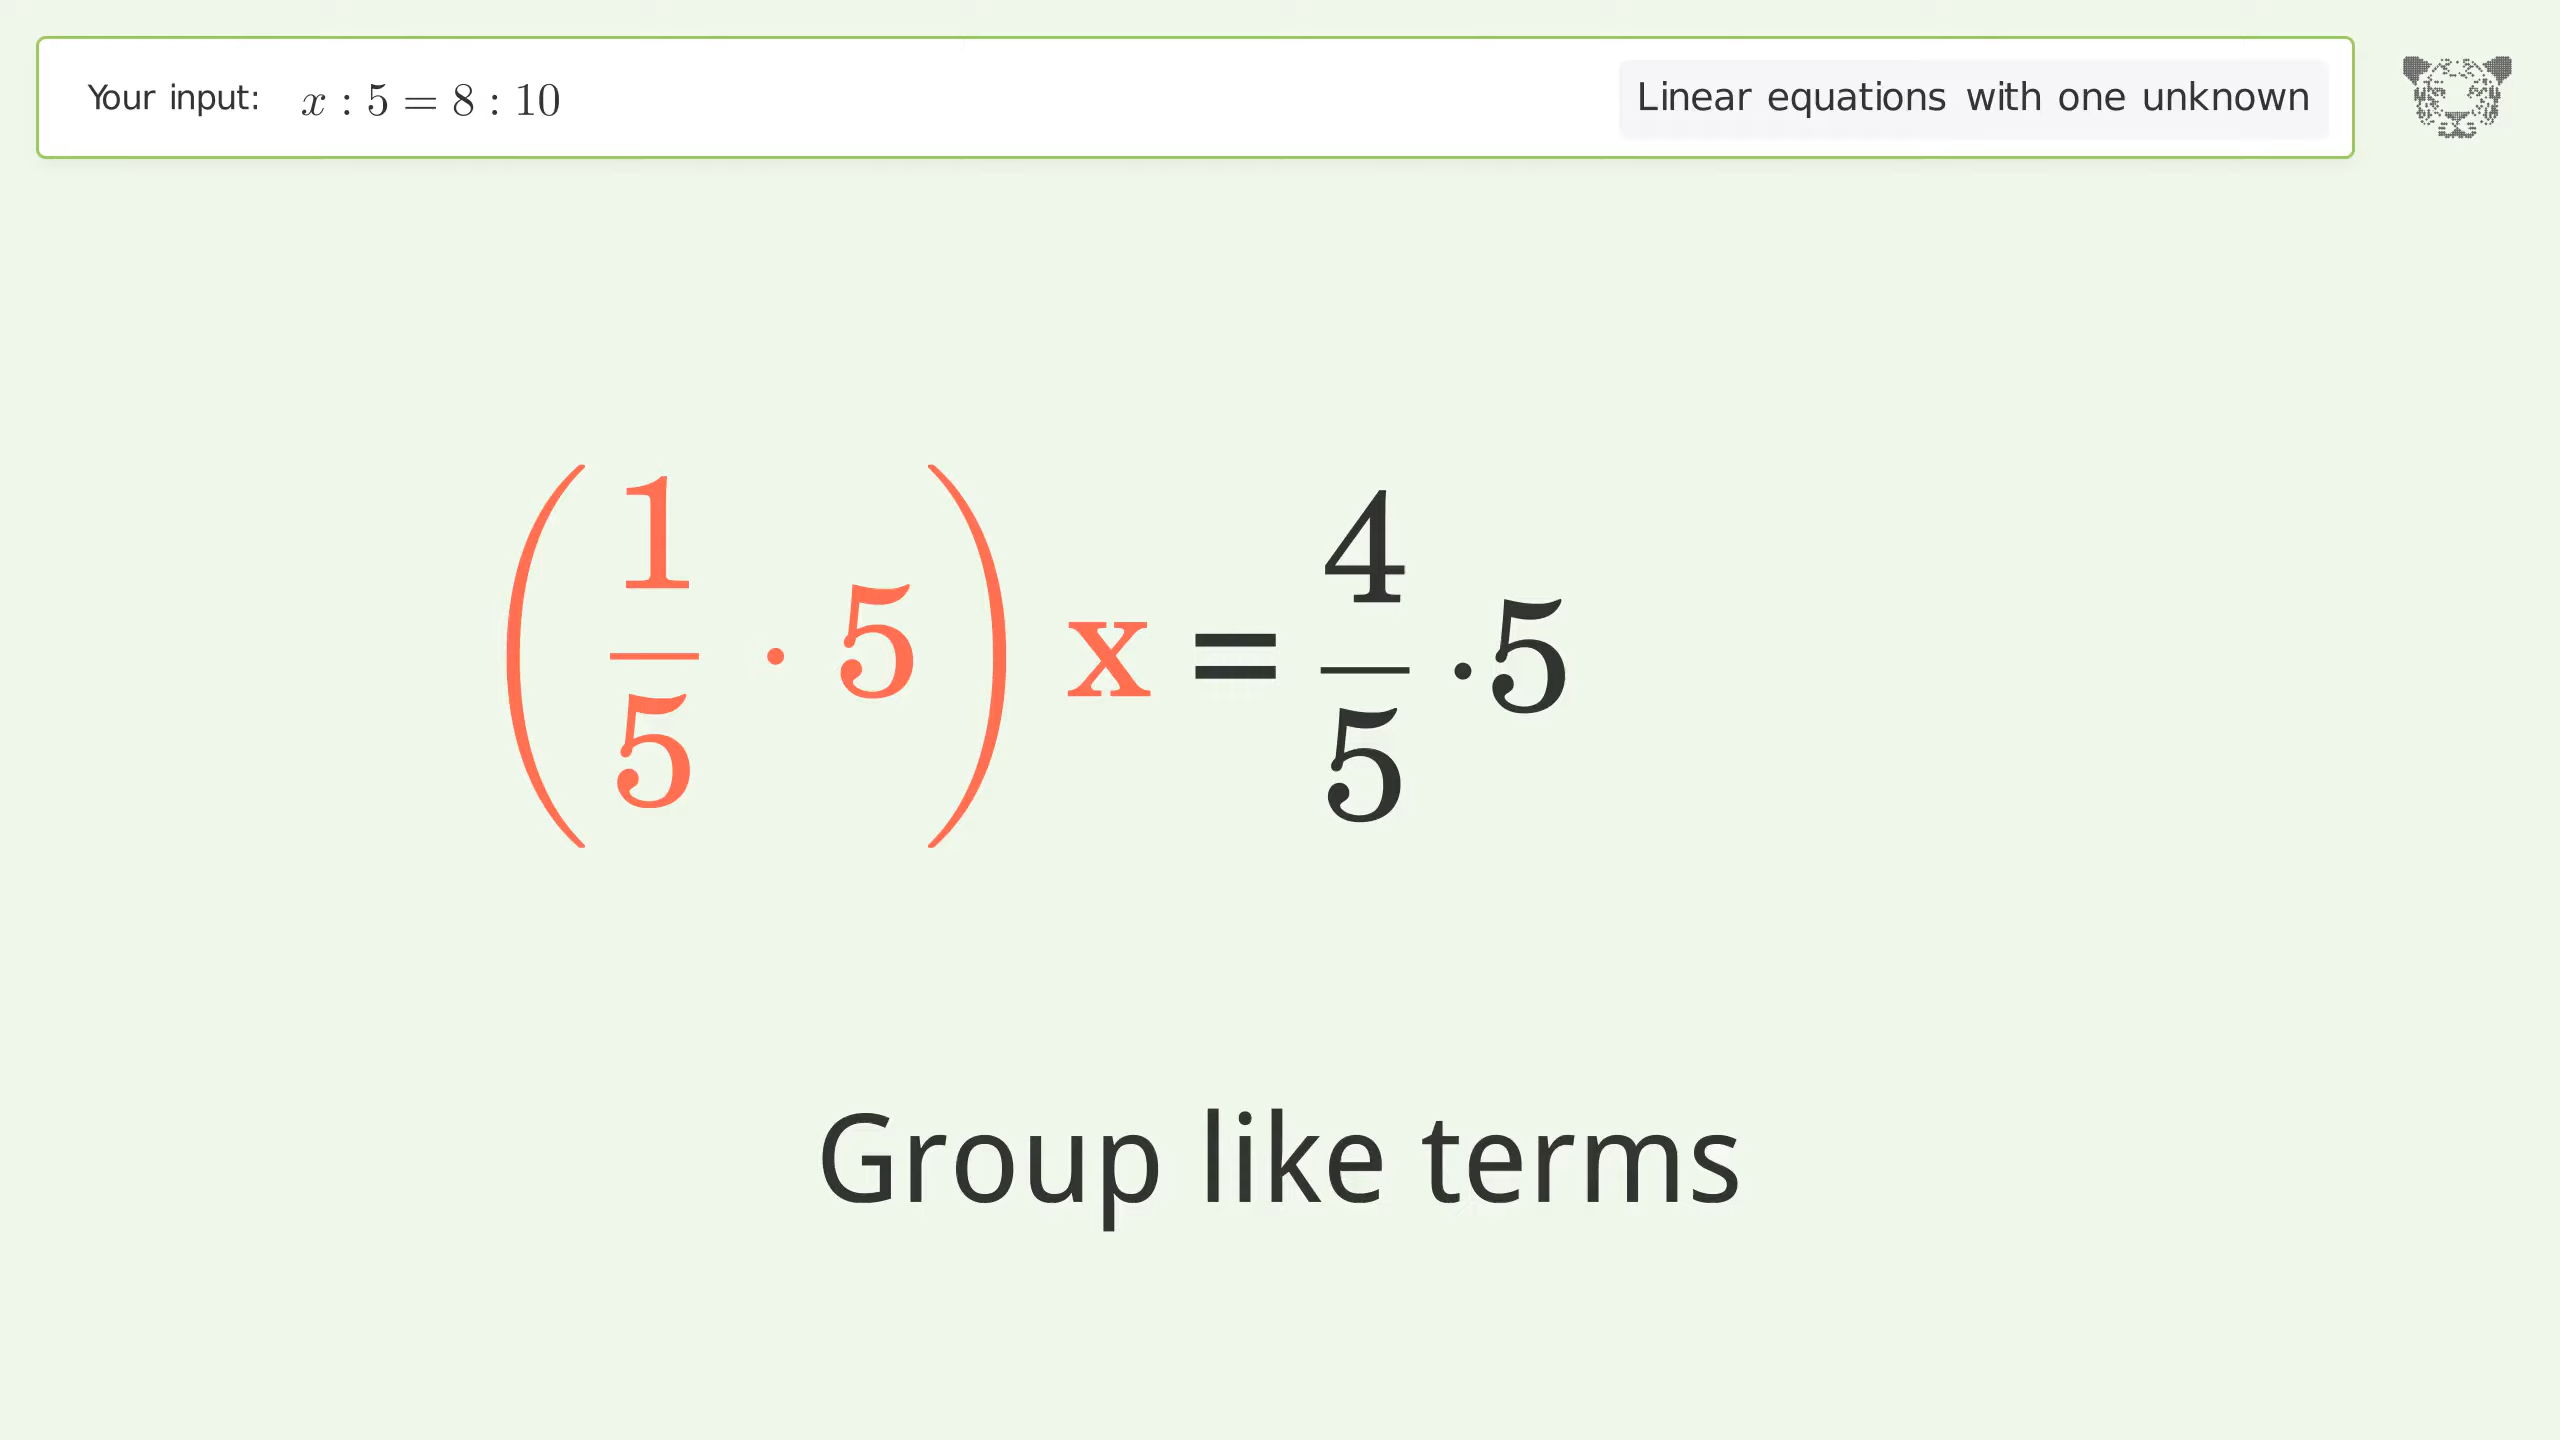 Your input: x : 5 = 8 : 10
Linear equations with one unknown
(1/5 · 5) x = 4/5 · 5
Group like terms